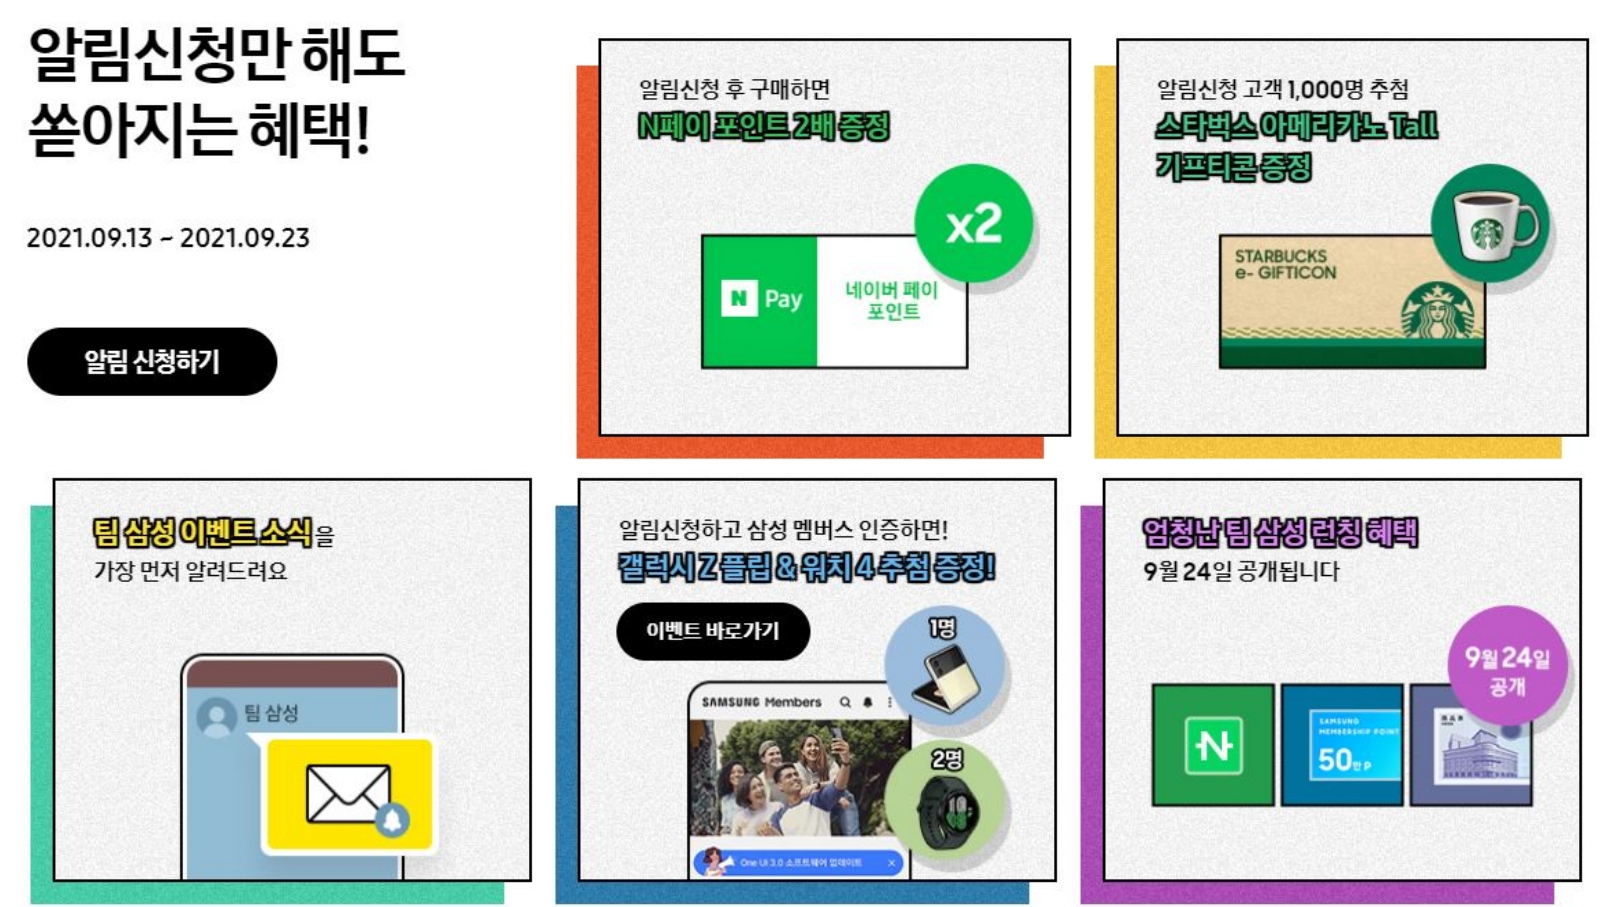 알림신청만 해도
쏟아지는 혜택!
2021.09.13 ~ 2021.09.23
알림 신청하기
알림신청 후 구매하면
N페이 포인트 2배 증정
x2
N Pay
네이버 페이
포인트
알림신청 고객 1,000명 추첨
스타벅스 아메리카노 Tall
기프티콘 증정
STARBUCKS
e- GIFTICON
팀 삼성 이벤트 소식을
가장 먼저 알려드려요
팀 삼성
알림신청하고 삼성 멤버스 인증하면!
갤럭시 Z 플립 & 워치 4 추첨 증정!
이벤트 바로가기
1명
SAMSUNG Members
2명
One UI 3.0 소프트웨어 업데이트
엄청난 팀 삼성 런칭 혜택
9월 24일 공개됩니다
9월 24일
공개
N
SAMSUNG
MEMBERSHIP POINT
50만 P